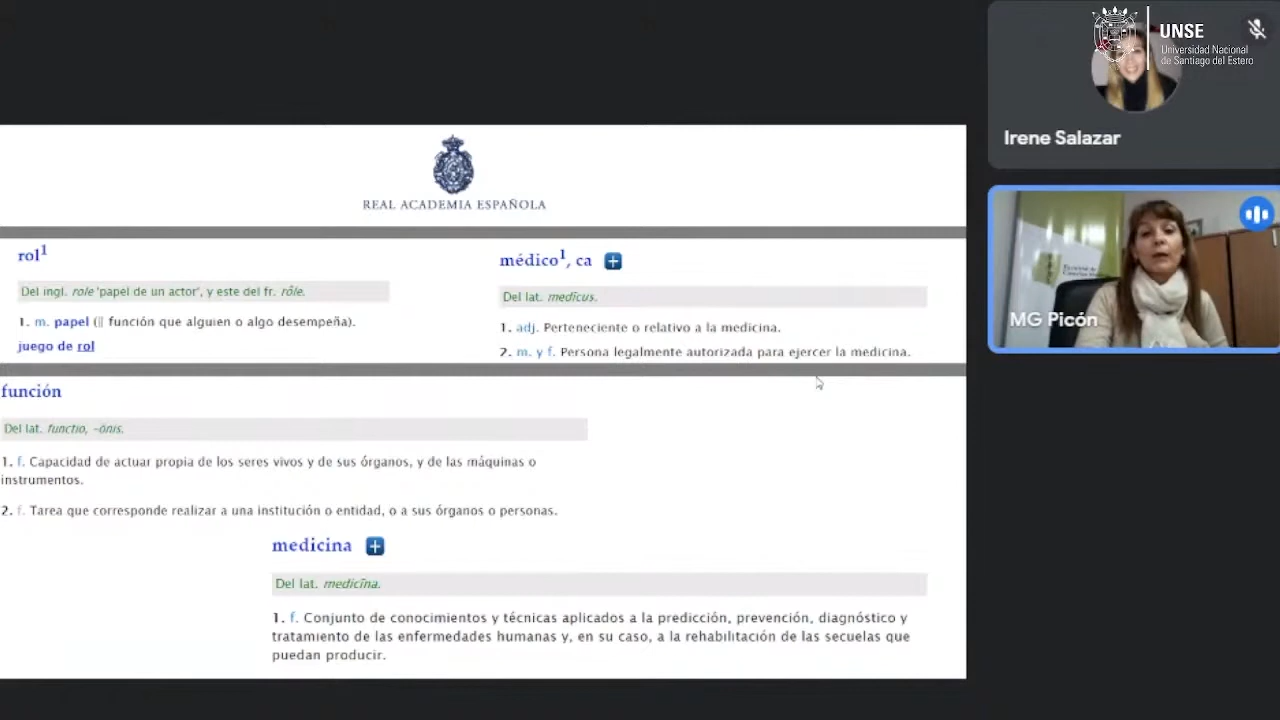 UNSE
Universidad Nacional
de Santiago del Estero
Irene Salazar
MG Picón
REAL ACADEMIA ESPAÑOLA
rol1
Del ingl. role 'papel de un actor', y este del fr. rôle.
1. m. papel (‖ función que alguien o algo desempeña).
juego de rol
médico1, ca +
Del lat. medĭcus.
1. adj. Perteneciente o relativo a la medicina.
2. m. y f. Persona legalmente autorizada para ejercer la medicina.
función
Del lat. functio, -ōnis.
1. f. Capacidad de actuar propia de los seres vivos y de sus órganos, y de las máquinas o
instrumentos.
2. f. Tarea que corresponde realizar a una institución o entidad, o a sus órganos o personas.
medicina +
Del lat. medicīna.
1. f. Conjunto de conocimientos y técnicas aplicados a la predicción, prevención, diagnóstico y
tratamiento de las enfermedades humanas y, en su caso, a la rehabilitación de las secuelas que
puedan producir.